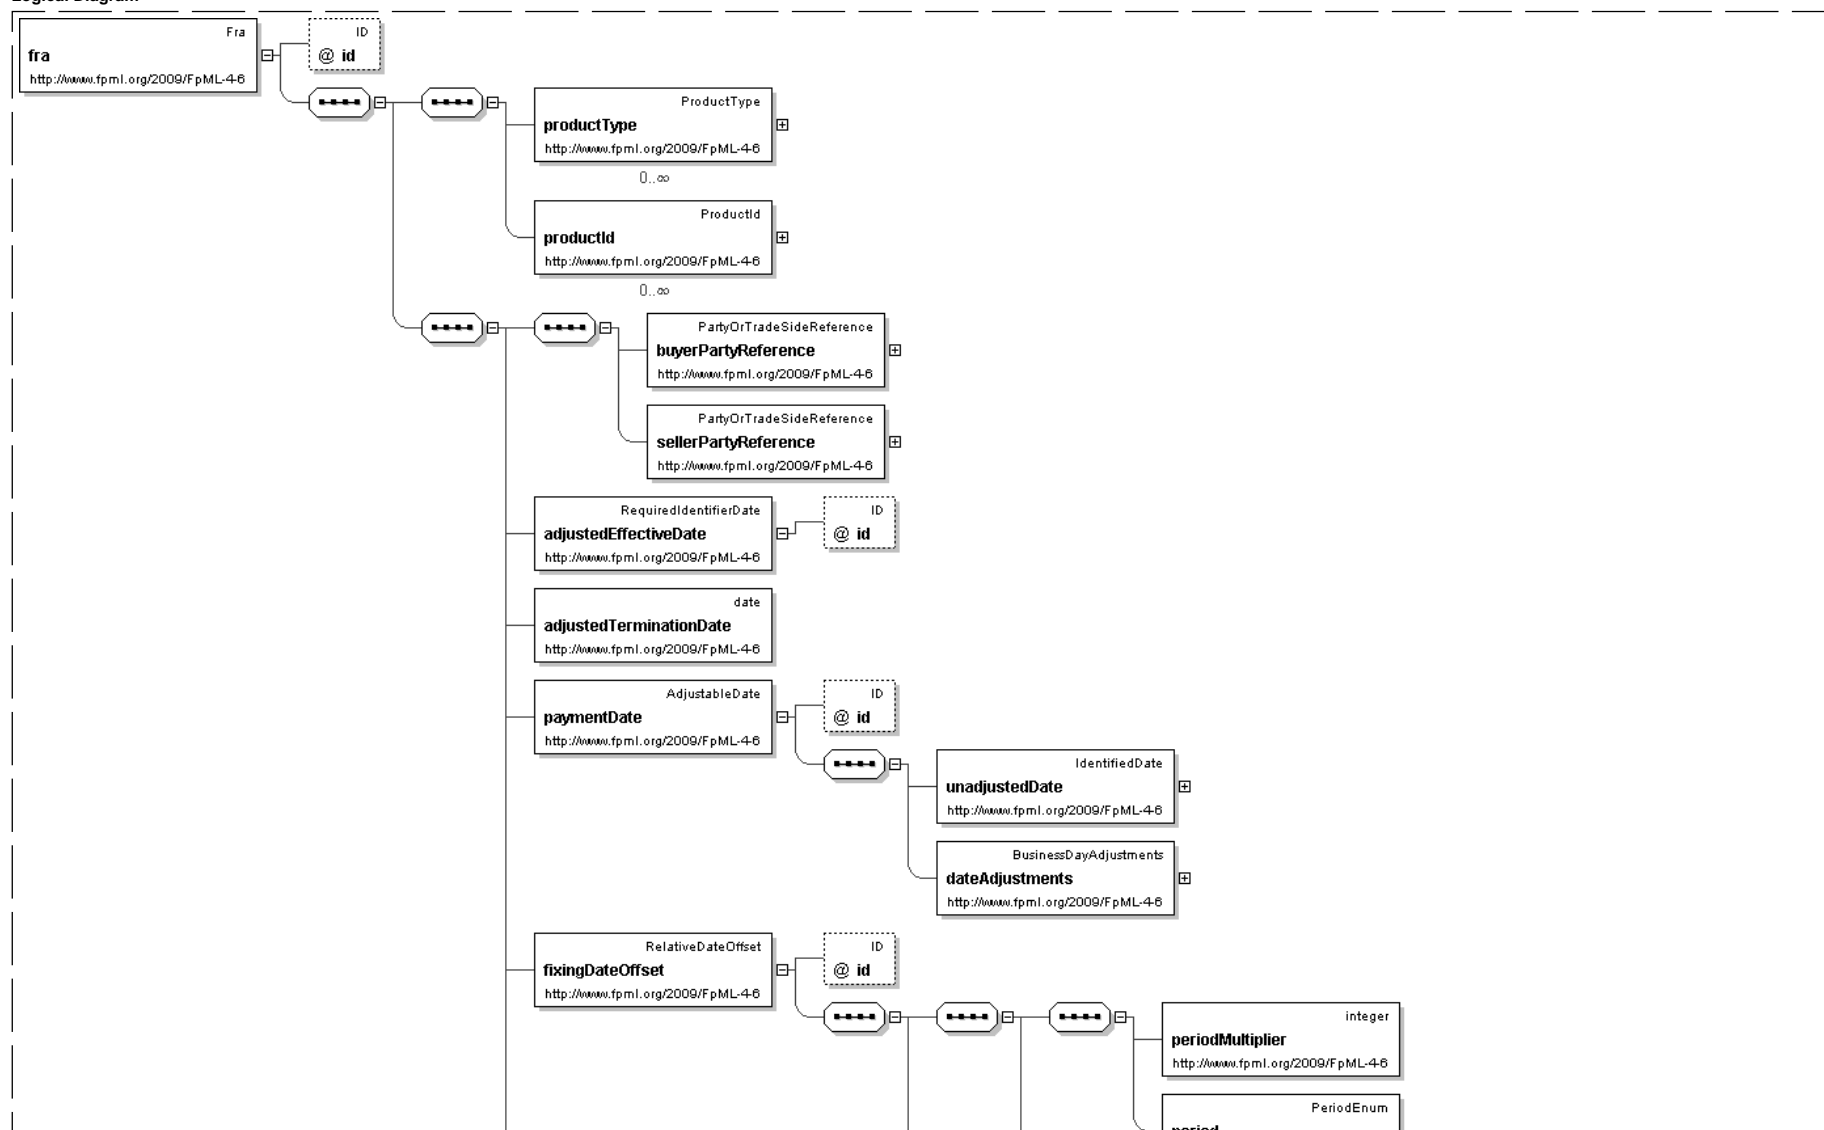 Logical Diagram
Fra
fra
http://www.fpml.org/2009/FpML-4-6
ID
@ id
ProductType
productType
http://www.fpml.org/2009/FpML-4-6
0..∞
ProductId
productId
http://www.fpml.org/2009/FpML-4-6
0..∞
PartyOrTradeSideReference
buyerPartyReference
http://www.fpml.org/2009/FpML-4-6
PartyOrTradeSideReference
sellerPartyReference
http://www.fpml.org/2009/FpML-4-6
RequiredIdentifierDate
adjustedEffectiveDate
http://www.fpml.org/2009/FpML-4-6
ID
@ id
date
adjustedTerminationDate
http://www.fpml.org/2009/FpML-4-6
AdjustableDate
paymentDate
http://www.fpml.org/2009/FpML-4-6
ID
@ id
IdentifiedDate
unadjustedDate
http://www.fpml.org/2009/FpML-4-6
BusinessDayAdjustments
dateAdjustments
http://www.fpml.org/2009/FpML-4-6
RelativeDateOffset
fixingDateOffset
http://www.fpml.org/2009/FpML-4-6
ID
@ id
integer
periodMultiplier
http://www.fpml.org/2009/FpML-4-6
PeriodEnum
period